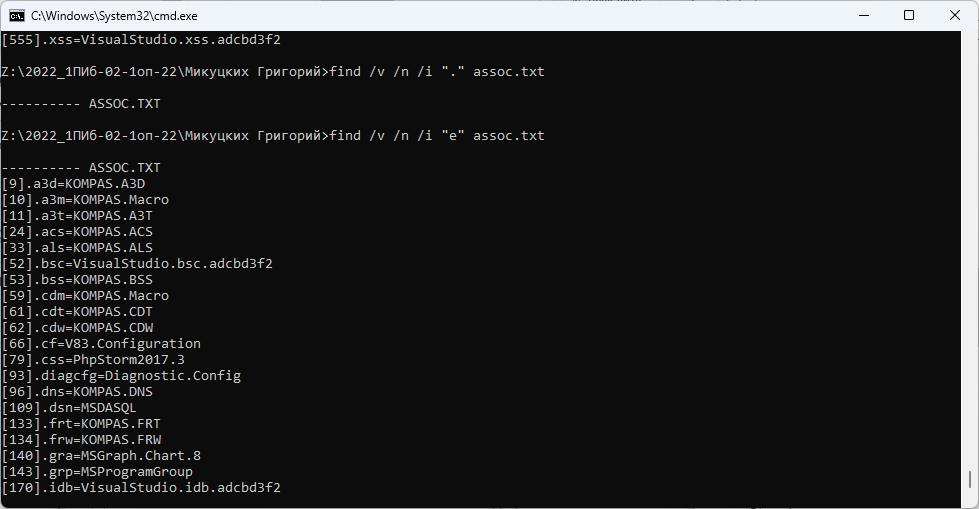 C:\Windows\System32\cmd.exe
[555].xss=VisualStudio.xss.adcbd3f2
Z:\2022_1ПИб-02-1оп-22\Микуцких Григорий>find /v /n /i "." assoc.txt
---------- ASSOC.TXT
Z:\2022_1ПИб-02-1оп-22\Микуцких Григорий>find /v /n /i "e" assoc.txt
---------- ASSOC.TXT
[9].a3d=KOMPAS.A3D
[10].a3m=KOMPAS.Macro
[11].a3t=KOMPAS.A3T
[24].acs=KOMPAS.ACS
[33].als=KOMPAS.ALS
[52].bsc=VisualStudio.bsc.adcbd3f2
[53].bss=KOMPAS.BSS
[59].cdm=KOMPAS.Macro
[61].cdt=KOMPAS.CDT
[62].cdw=KOMPAS.CDW
[66].cf=V83.Configuration
[79].css=PhpStorm2017.3
[93].diagcfg=Diagnostic.Config
[96].dns=KOMPAS.DNS
[109].dsn=MSDASQL
[133].frt=KOMPAS.FRT
[134].frw=KOMPAS.FRW
[140].gra=MSGraph.Chart.8
[143].grp=MSProgramGroup
[170].idb=VisualStudio.idb.adcbd3f2